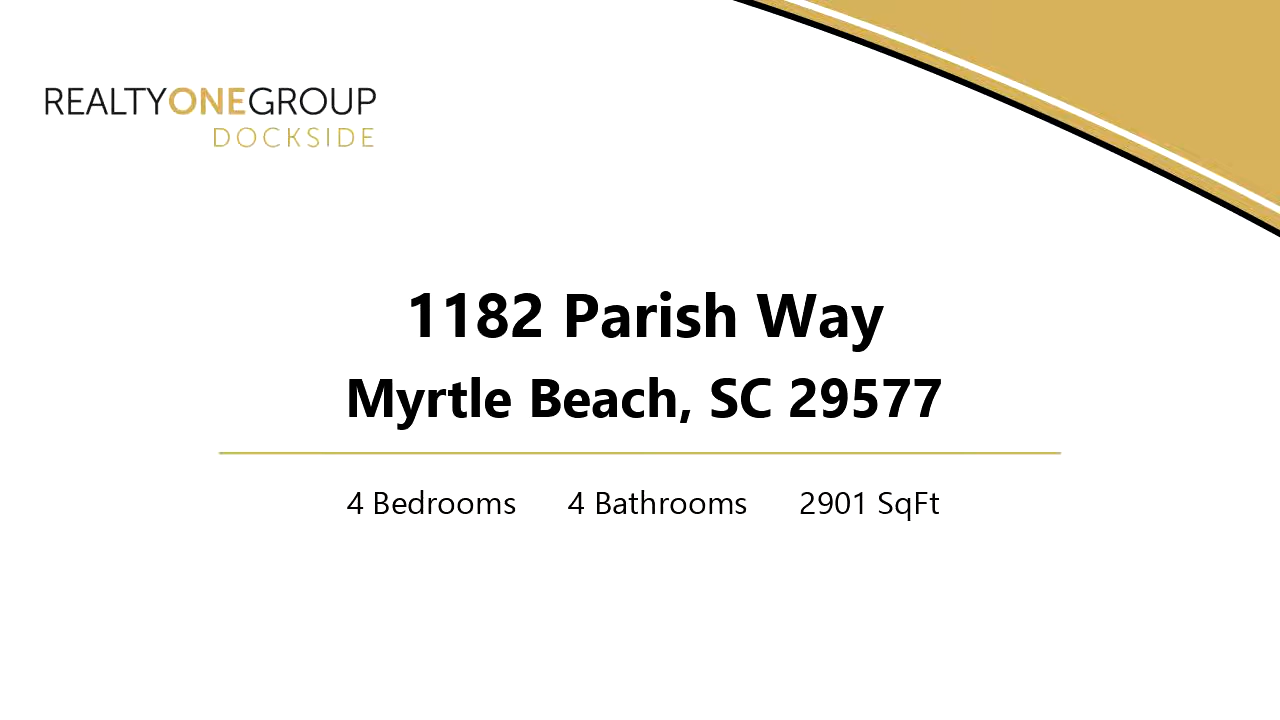 REALTYONEGROUP
DOCKSIDE
1182 Parish Way
Myrtle Beach, SC 29577
4 Bedrooms 4 Bathrooms 2901 SqFt